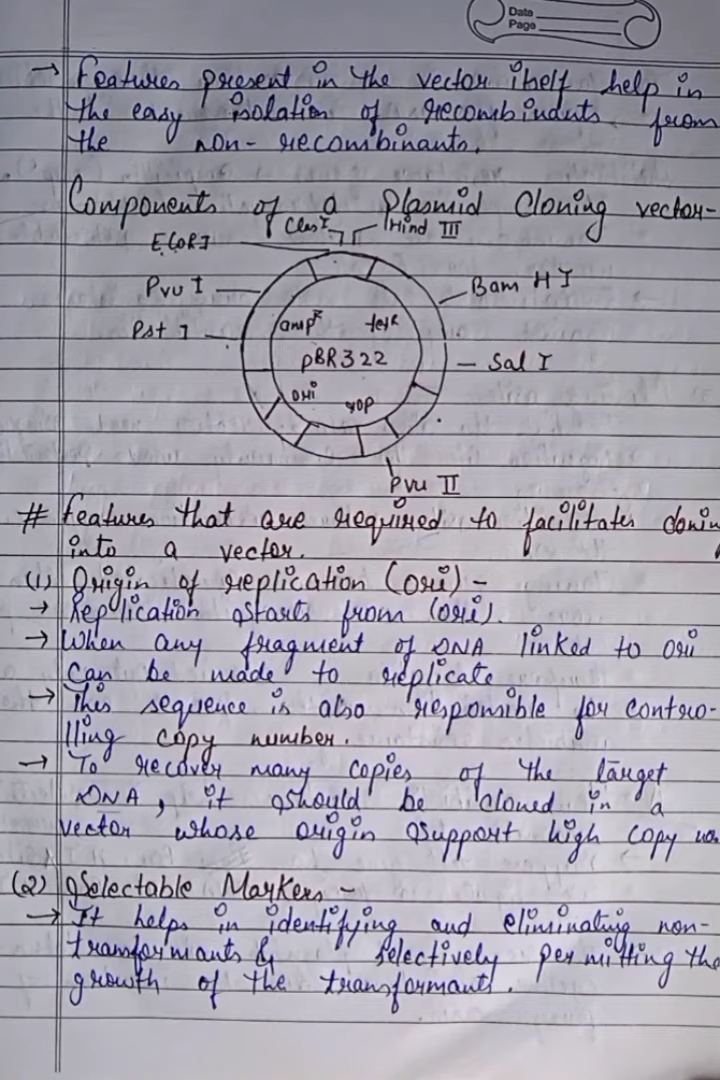 Date
Page
→ Features present in the vector itself help in
the easy isolation of recombinants from
the non-recombinants.
Components of a Plasmid Cloning vector-
ClaI Hind III
ECORI
Pvu I
Bam H I
Pst I
ampR tetR
pBR322
Sal I
ori
rop
Pvu II
# Features that are required to facilitates clonin
into a vector.
(1) Origin of replication (ori) -
→ Replication starts from (ori).
→ When any fragment of DNA linked to ori
Can be made to replicate
→ This sequence is also responsible for contro-
lling copy number.
→ To recover many copies of the target
DNA, it should be cloned in a
vector whose origin support high copy no.
(2) Selectable Markers -
→ It helps in identifying and eliminating non-
transformants & selectively permitting the
growth of the transformants.